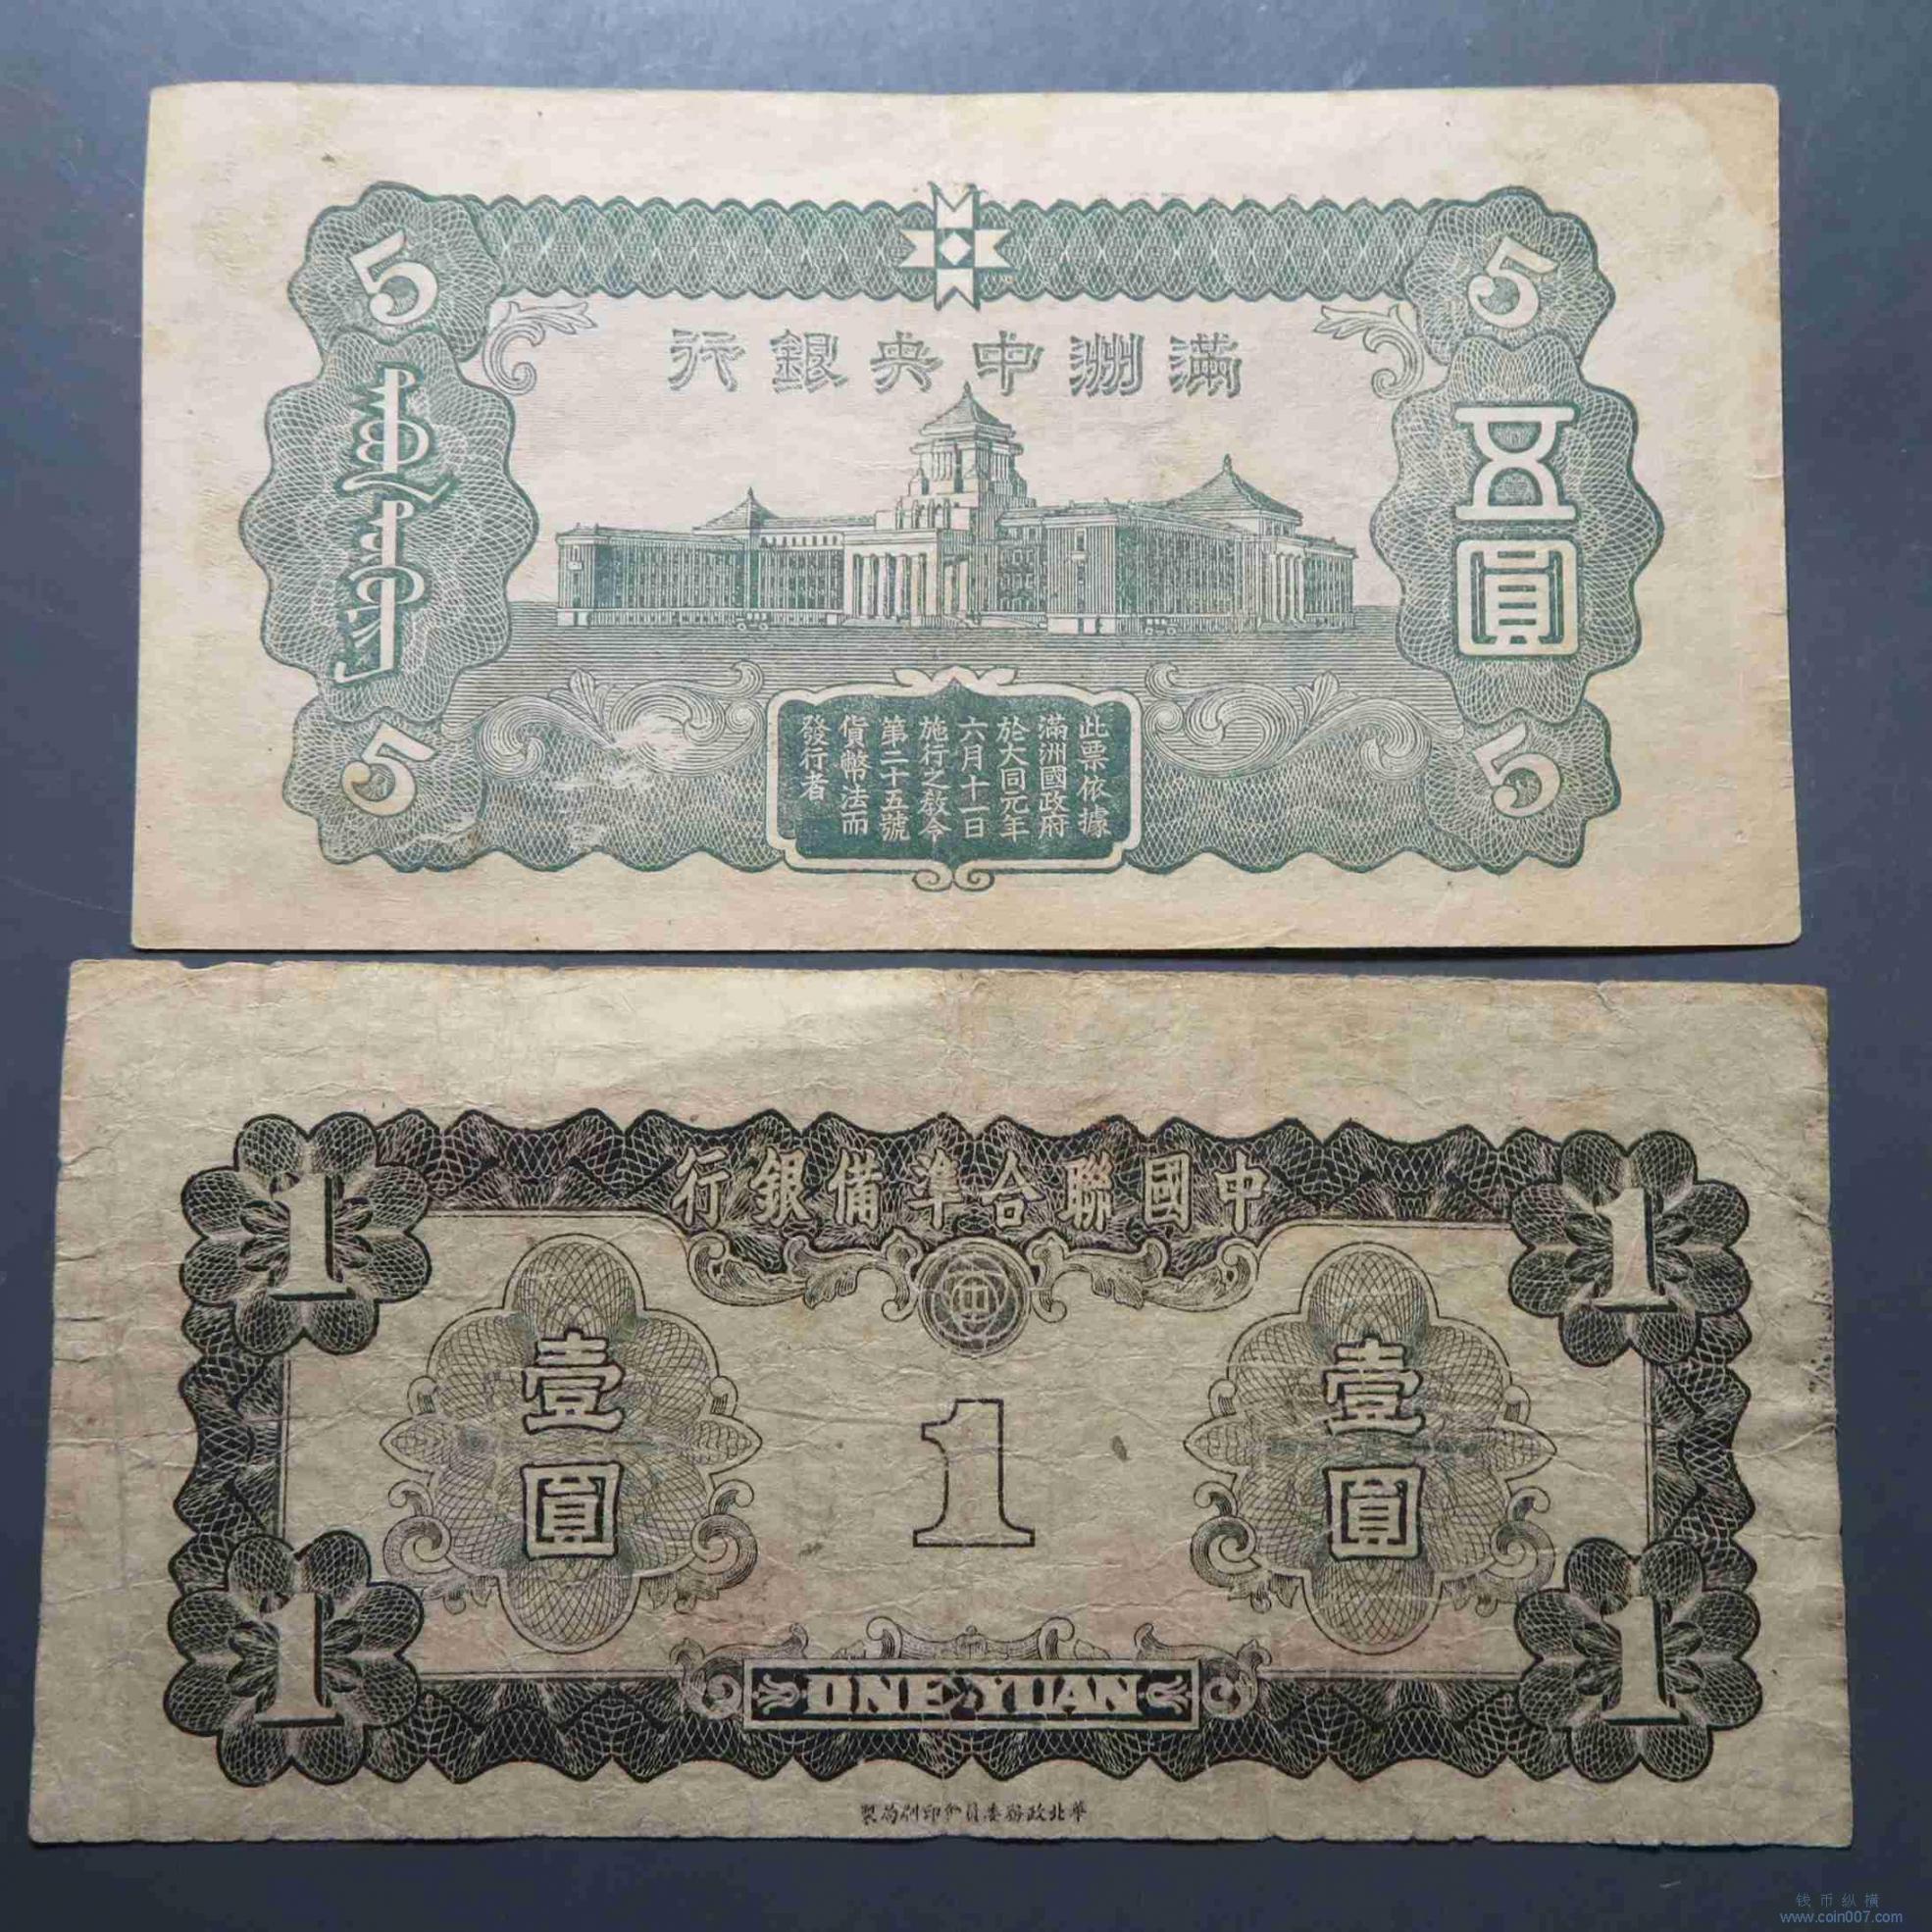 5
5
滿洲中央銀行
五圓
此票依據
滿洲國政府
於大同元年
六月十一日
施行之教令
第二十五號
貨幣法而
發行者
5
5
中國聯合準備銀行
1
1
中
壹圓
1
壹圓
1
ONE YUAN
1
華北政務委員會印刷局製
钱币纵横
www.coin007.com